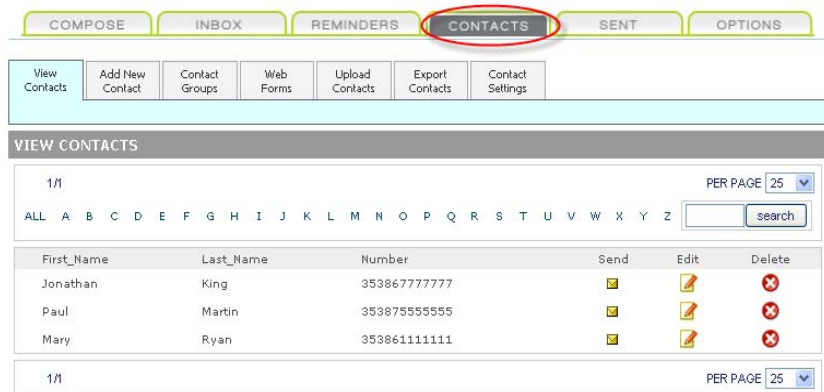 COMPOSE INBOX REMINDERS CONTACTS SENT OPTIONS
View Contacts Add New Contact Contact Groups Web Forms Upload Contacts Export Contacts Contact Settings
VIEW CONTACTS
1/1 PER PAGE 25
ALL A B C D E F G H I J K L M N O P Q R S T U V W X Y Z search
First_Name Last_Name Number Send Edit Delete
Jonathan King 353867777777
Paul Martin 353875555555
Mary Ryan 353861111111
1/1 PER PAGE 25